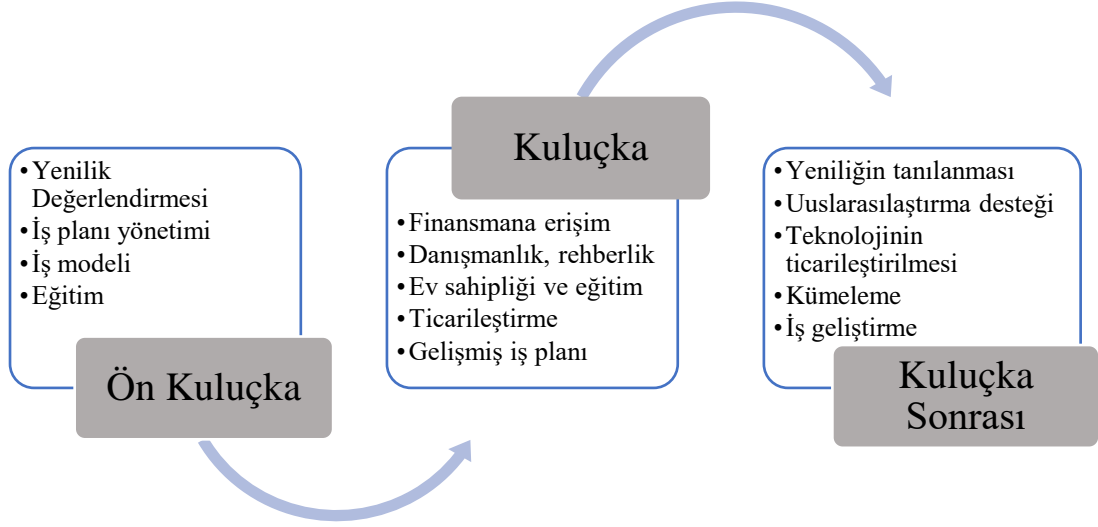 • Yenilik
Değerlendirmesi
• İş planı yönetimi
• İş modeli
• Eğitim
Ön Kuluçka
Kuluçka
• Finansmana erişim
• Danışmanlık, rehberlik
• Ev sahipliği ve eğitim
• Ticarileştirme
• Gelişmiş iş planı
• Yeniliğin tanılanması
• Uuslarasılaştırma desteği
• Teknolojinin
ticarileştirilmesi
• Kümeleme
• İş geliştirme
Kuluçka
Sonrası